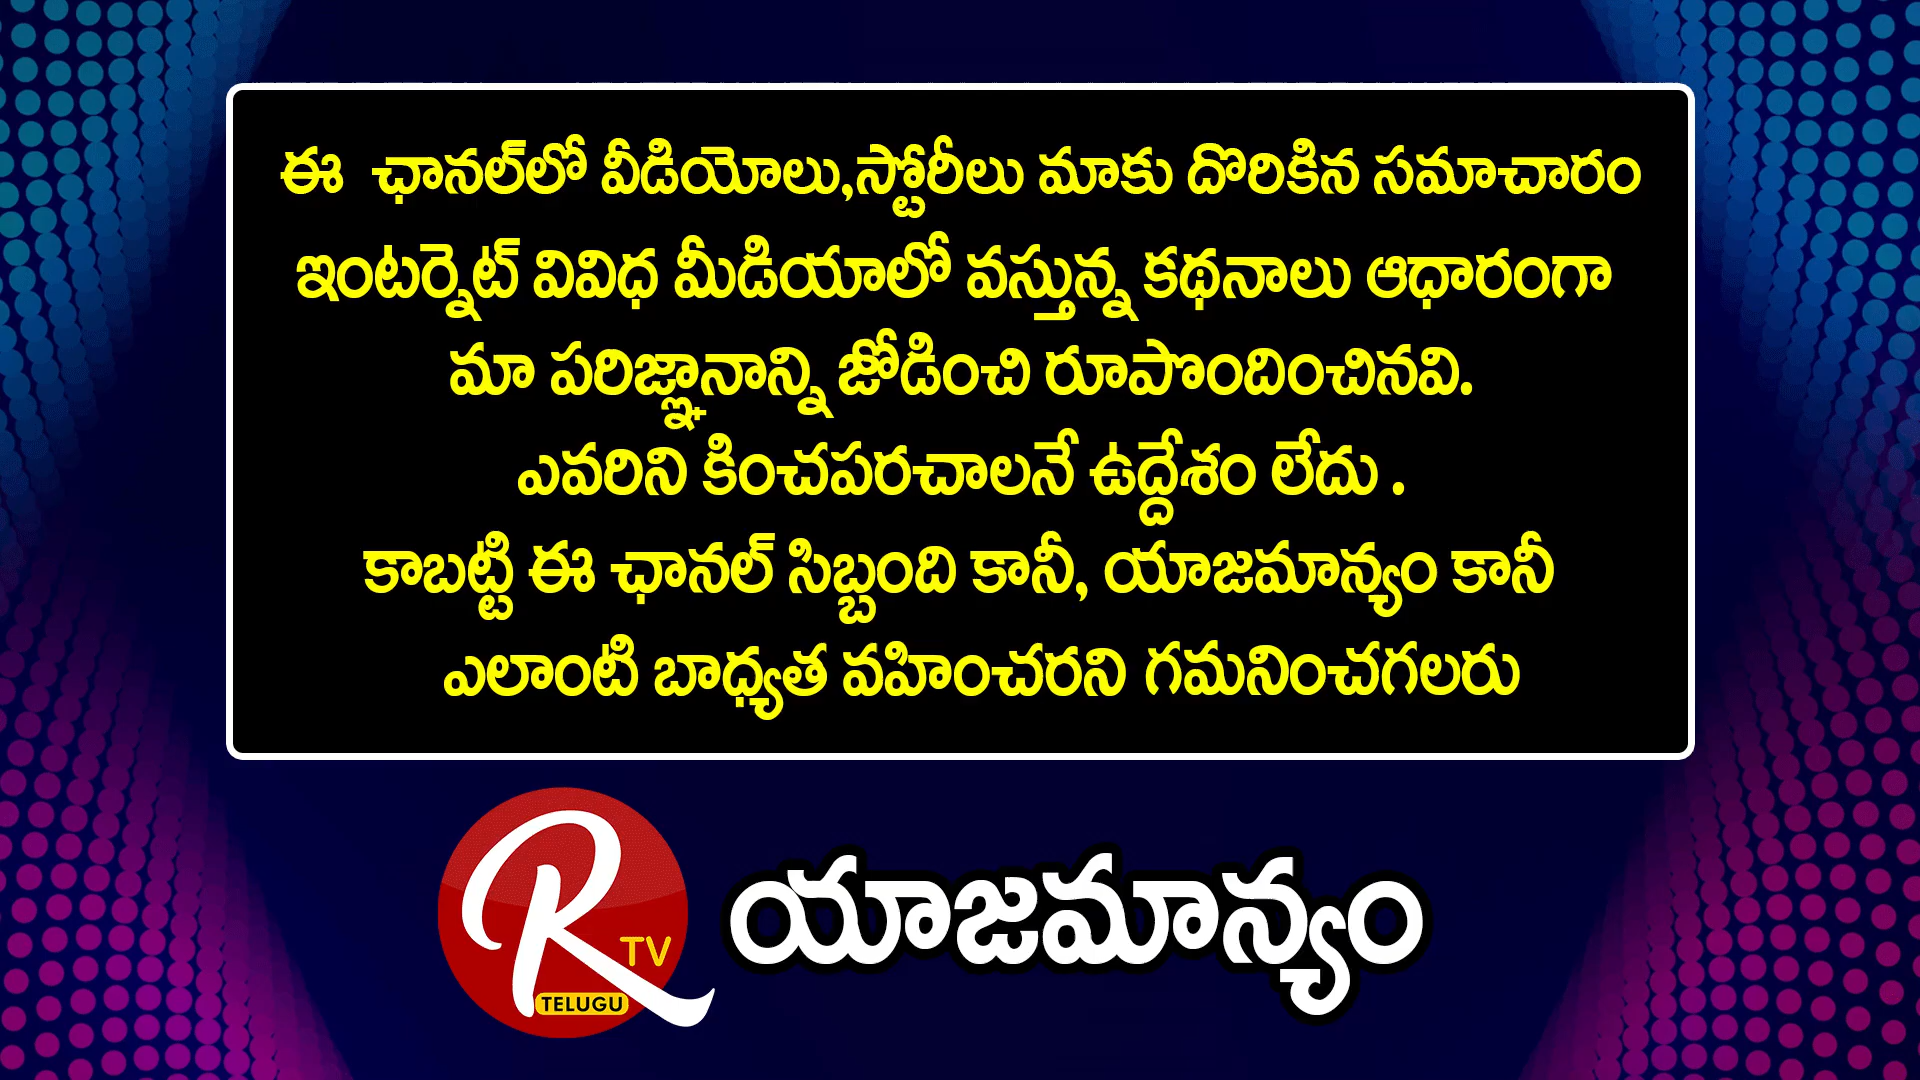 ఈ ఛానల్‌లో వీడియోలు,స్టోరీలు మాకు దొరికిన సమాచారం
ఇంటర్నెట్ వివిధ మీడియాలో వస్తున్న కథనాలు ఆధారంగా
మా పరిజ్ఞానాన్ని జోడించి రూపొందించినవి.
ఎవరిని కించపరచాలనే ఉద్దేశం లేదు .
కాబట్టి ఈ ఛానల్ సిబ్బంది కానీ, యాజమాన్యం కానీ
ఎలాంటి బాధ్యత వహించరని గమనించగలరు
R TV
TELUGU
యాజమాన్యం